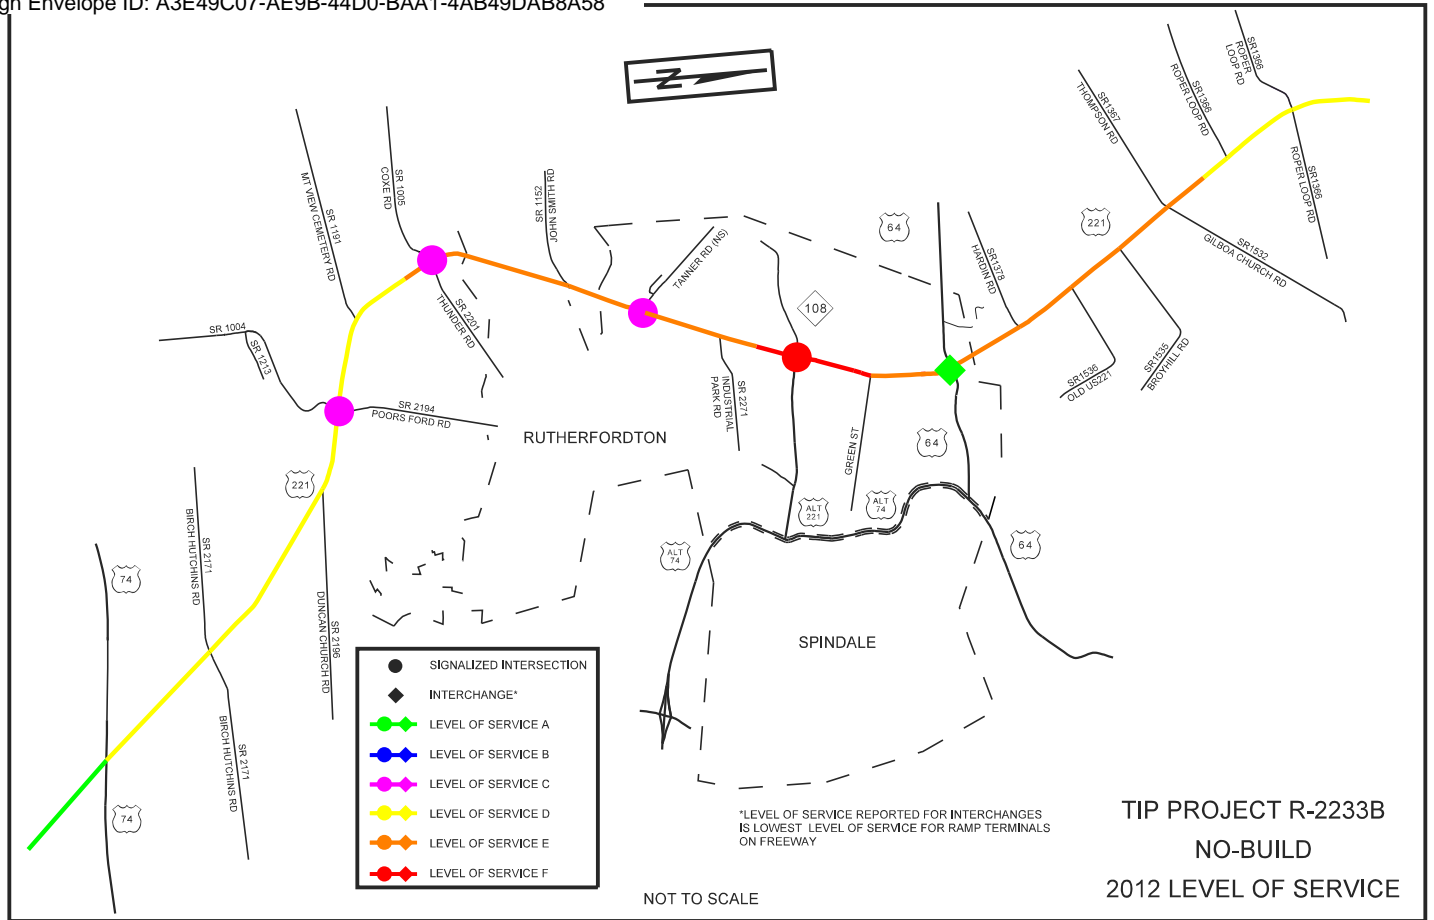 gn Envelope ID: A3E49C07-AE9B-44D0-BAA1-4AB49DAB8A58
N
SR1366
ROPER
LOOP RD
SR1366
ROPER LOOP RD
SR1367
THOMPSON RD
SR1366
ROPER LOOP RD
SR 1005
COXE RD
SR 1191
MT VIEW CEMETERY RD
SR 1152
JOHN SMITH RD
TANNER RD (NS)
64
221
SR1378
HARDIN RD
SR1532
GILBOA CHURCH RD
108
SR 2201
THUNDER RD
SR 1004
SR 1213
SR 2194
POORS FORD RD
SR 2271
INDUSTRIAL
PARK RD
SR1535
BROYHILL RD
SR1536
OLD US221
RUTHERFORDTON
GREEN ST
64
221
ALT
221
ALT
74
ALT
74
64
SR 2171
BIRCH HUTCHINS RD
74
SR 2196
DUNCAN CHURCH RD
SPINDALE
SR 2171
BIRCH HUTCHINS RD
74
SIGNALIZED INTERSECTION
INTERCHANGE*
LEVEL OF SERVICE A
LEVEL OF SERVICE B
LEVEL OF SERVICE C
LEVEL OF SERVICE D
LEVEL OF SERVICE E
LEVEL OF SERVICE F
*LEVEL OF SERVICE REPORTED FOR INTERCHANGES
IS LOWEST LEVEL OF SERVICE FOR RAMP TERMINALS
ON FREEWAY
NOT TO SCALE
TIP PROJECT R-2233B
NO-BUILD
2012 LEVEL OF SERVICE